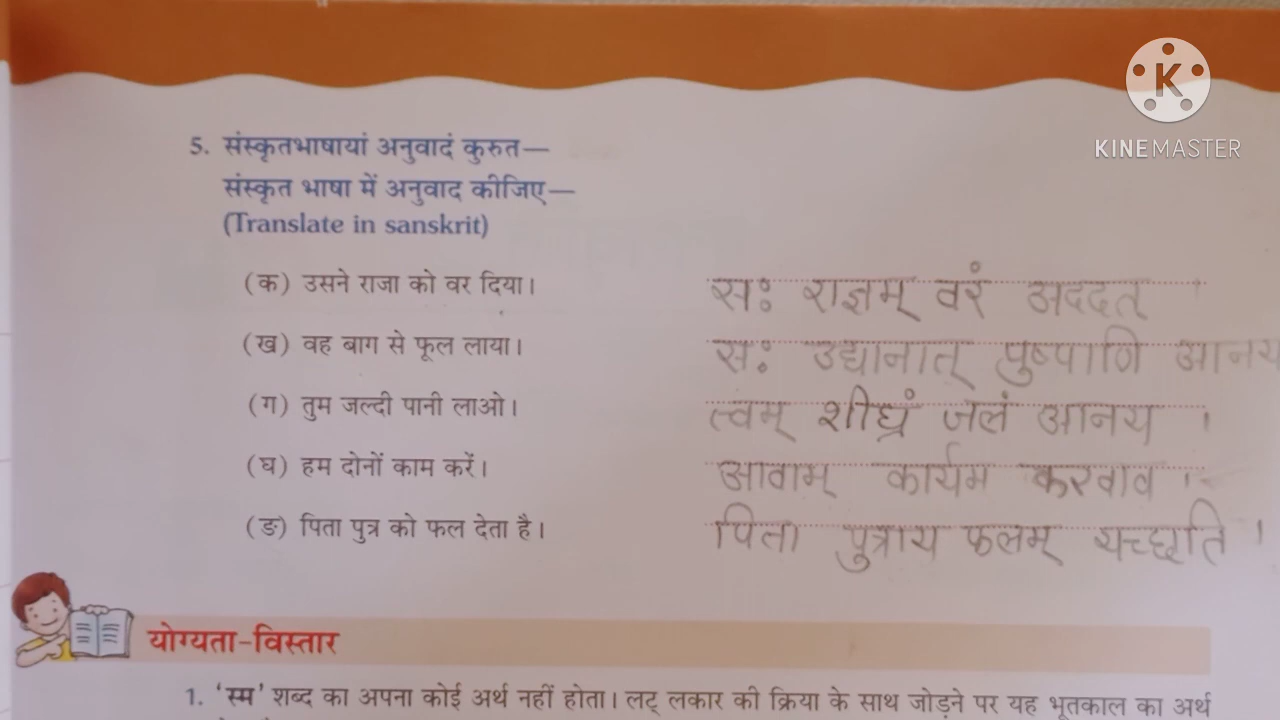 K
KINEMASTER
5. संस्कृतभाषायां अनुवादं कुरुत—
संस्कृत भाषा में अनुवाद कीजिए—
(Translate in sanskrit)
(क) उसने राजा को वर दिया। सः राज्ञम् वरं अददत् ।
(ख) वह बाग से फूल लाया। सः उद्यानात् पुष्पाणि आनय
(ग) तुम जल्दी पानी लाओ। त्वम् शीघ्रं जलं आनय ।
(घ) हम दोनों काम करें। आवाम् कार्यम करवाव ।
(ङ) पिता पुत्र को फल देता है। पिता पुत्राय फलम् यच्छति ।
योग्यता-विस्तार
1. ‘स्म’ शब्द का अपना कोई अर्थ नहीं होता। लट् लकार की क्रिया के साथ जोड़ने पर यह भूतकाल का अर्थ